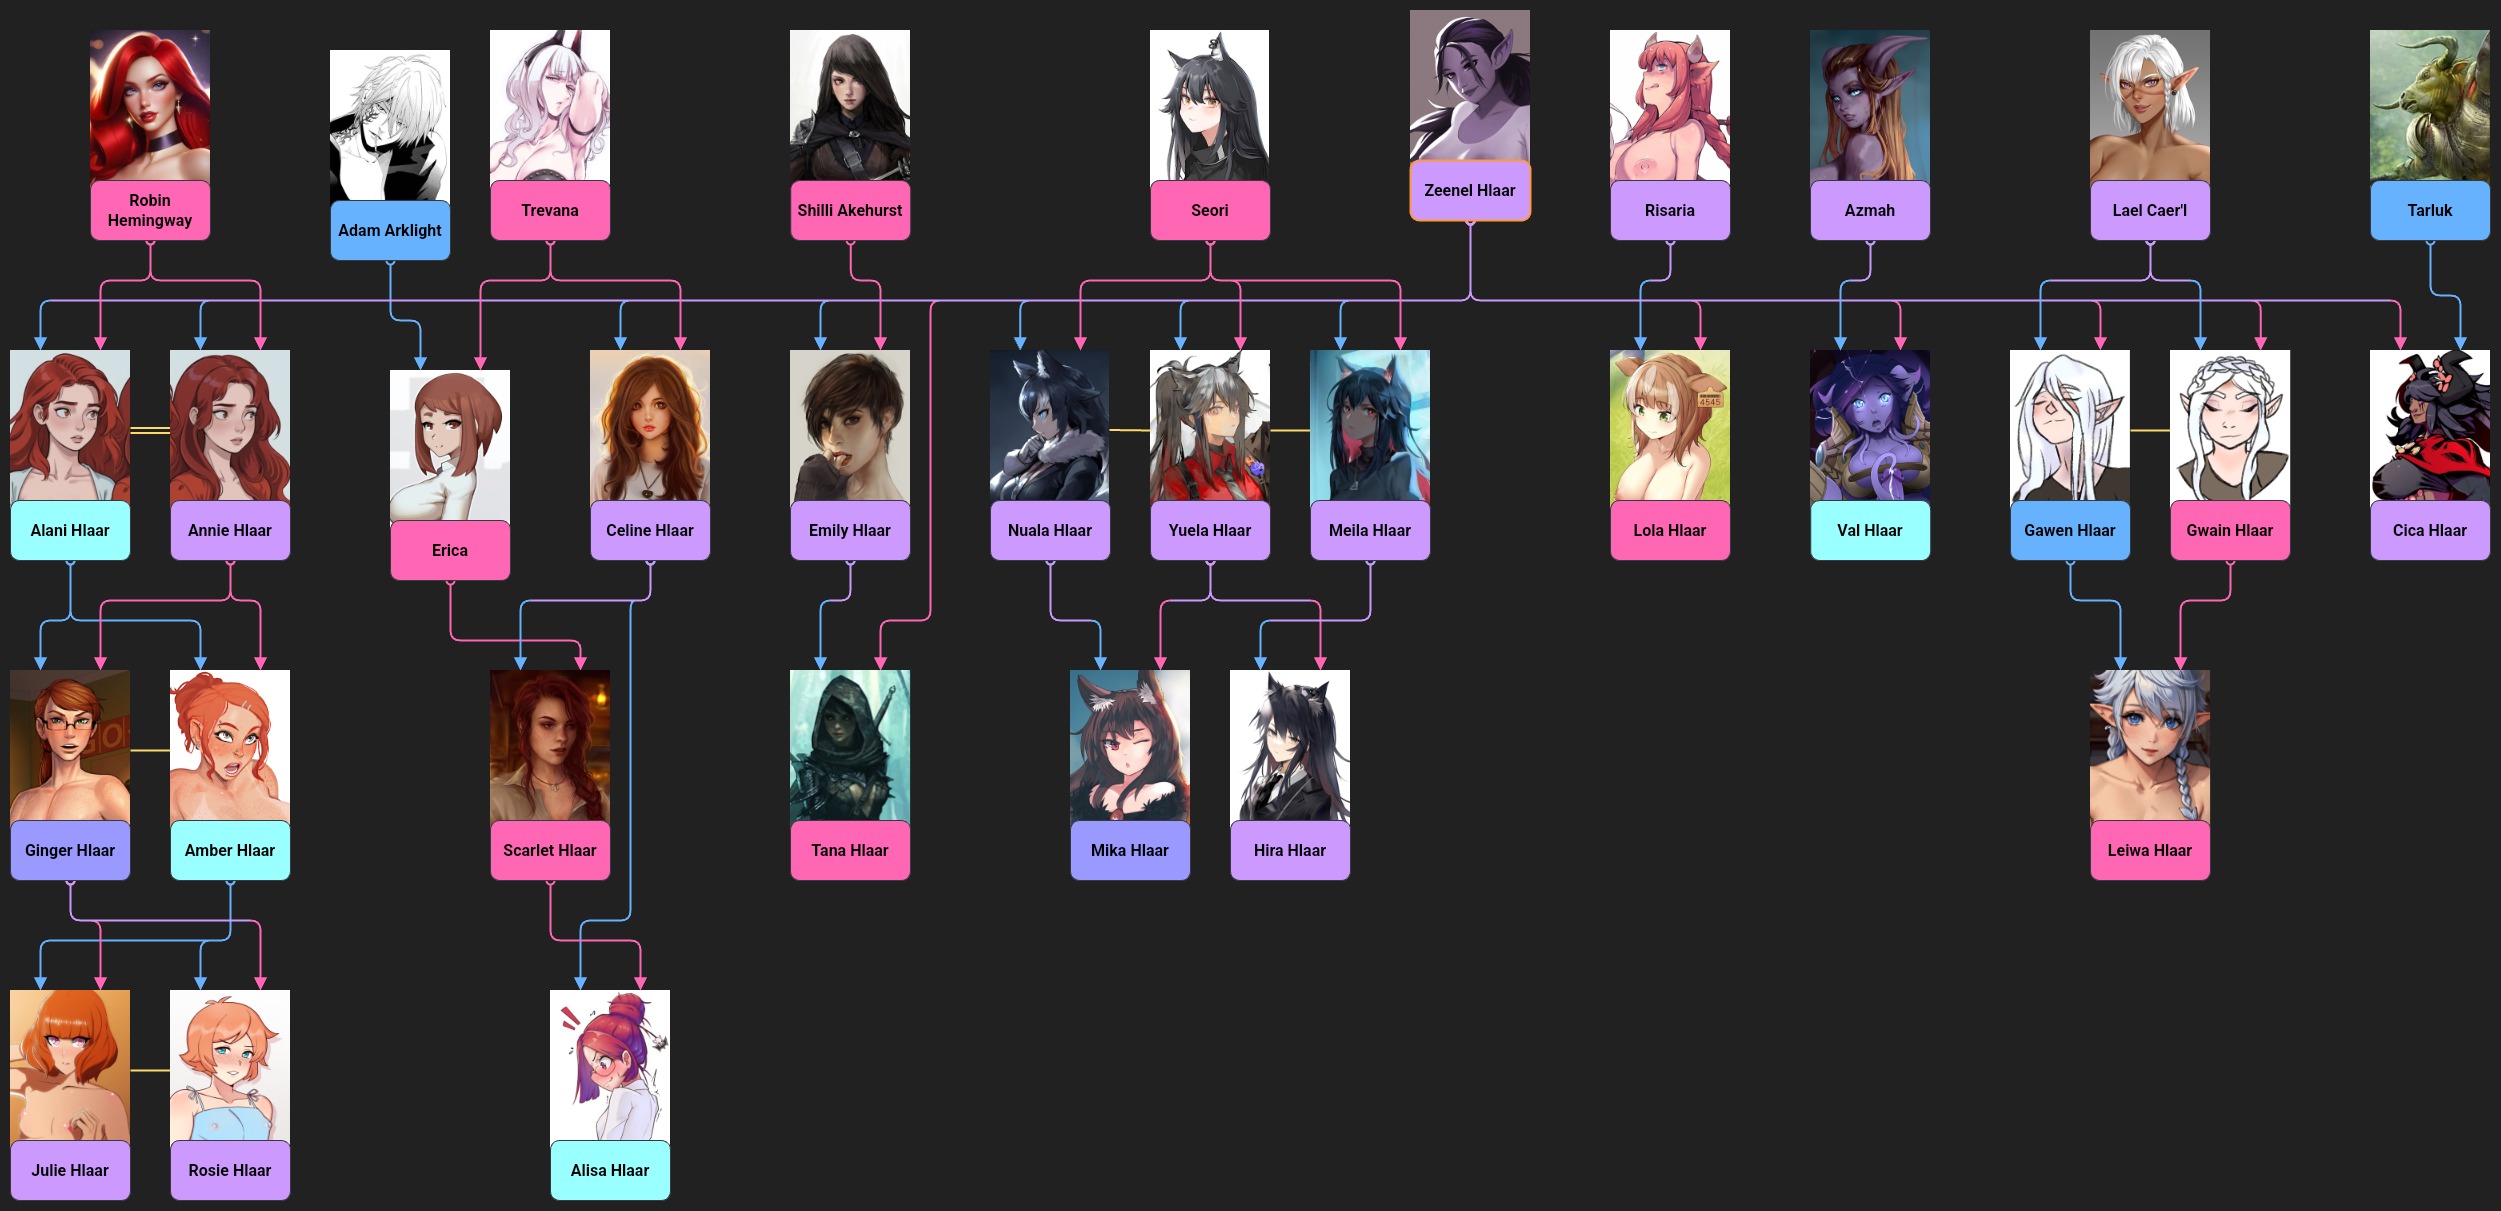 Robin
Hemingway
Adam Arklight
Trevana
Shilli Akehurst
Seori
Zeenel Hlaar
Risaria
Azmah
Lael Caer'l
Tarluk
4545
Alani Hlaar
Annie Hlaar
Erica
Celine Hlaar
Emily Hlaar
Nuala Hlaar
Yuela Hlaar
Meila Hlaar
Lola Hlaar
Val Hlaar
Gawen Hlaar
Gwain Hlaar
Cica Hlaar
GO
Ginger Hlaar
Amber Hlaar
Scarlet Hlaar
Tana Hlaar
Mika Hlaar
Hira Hlaar
Leiwa Hlaar
Julie Hlaar
Rosie Hlaar
Alisa Hlaar